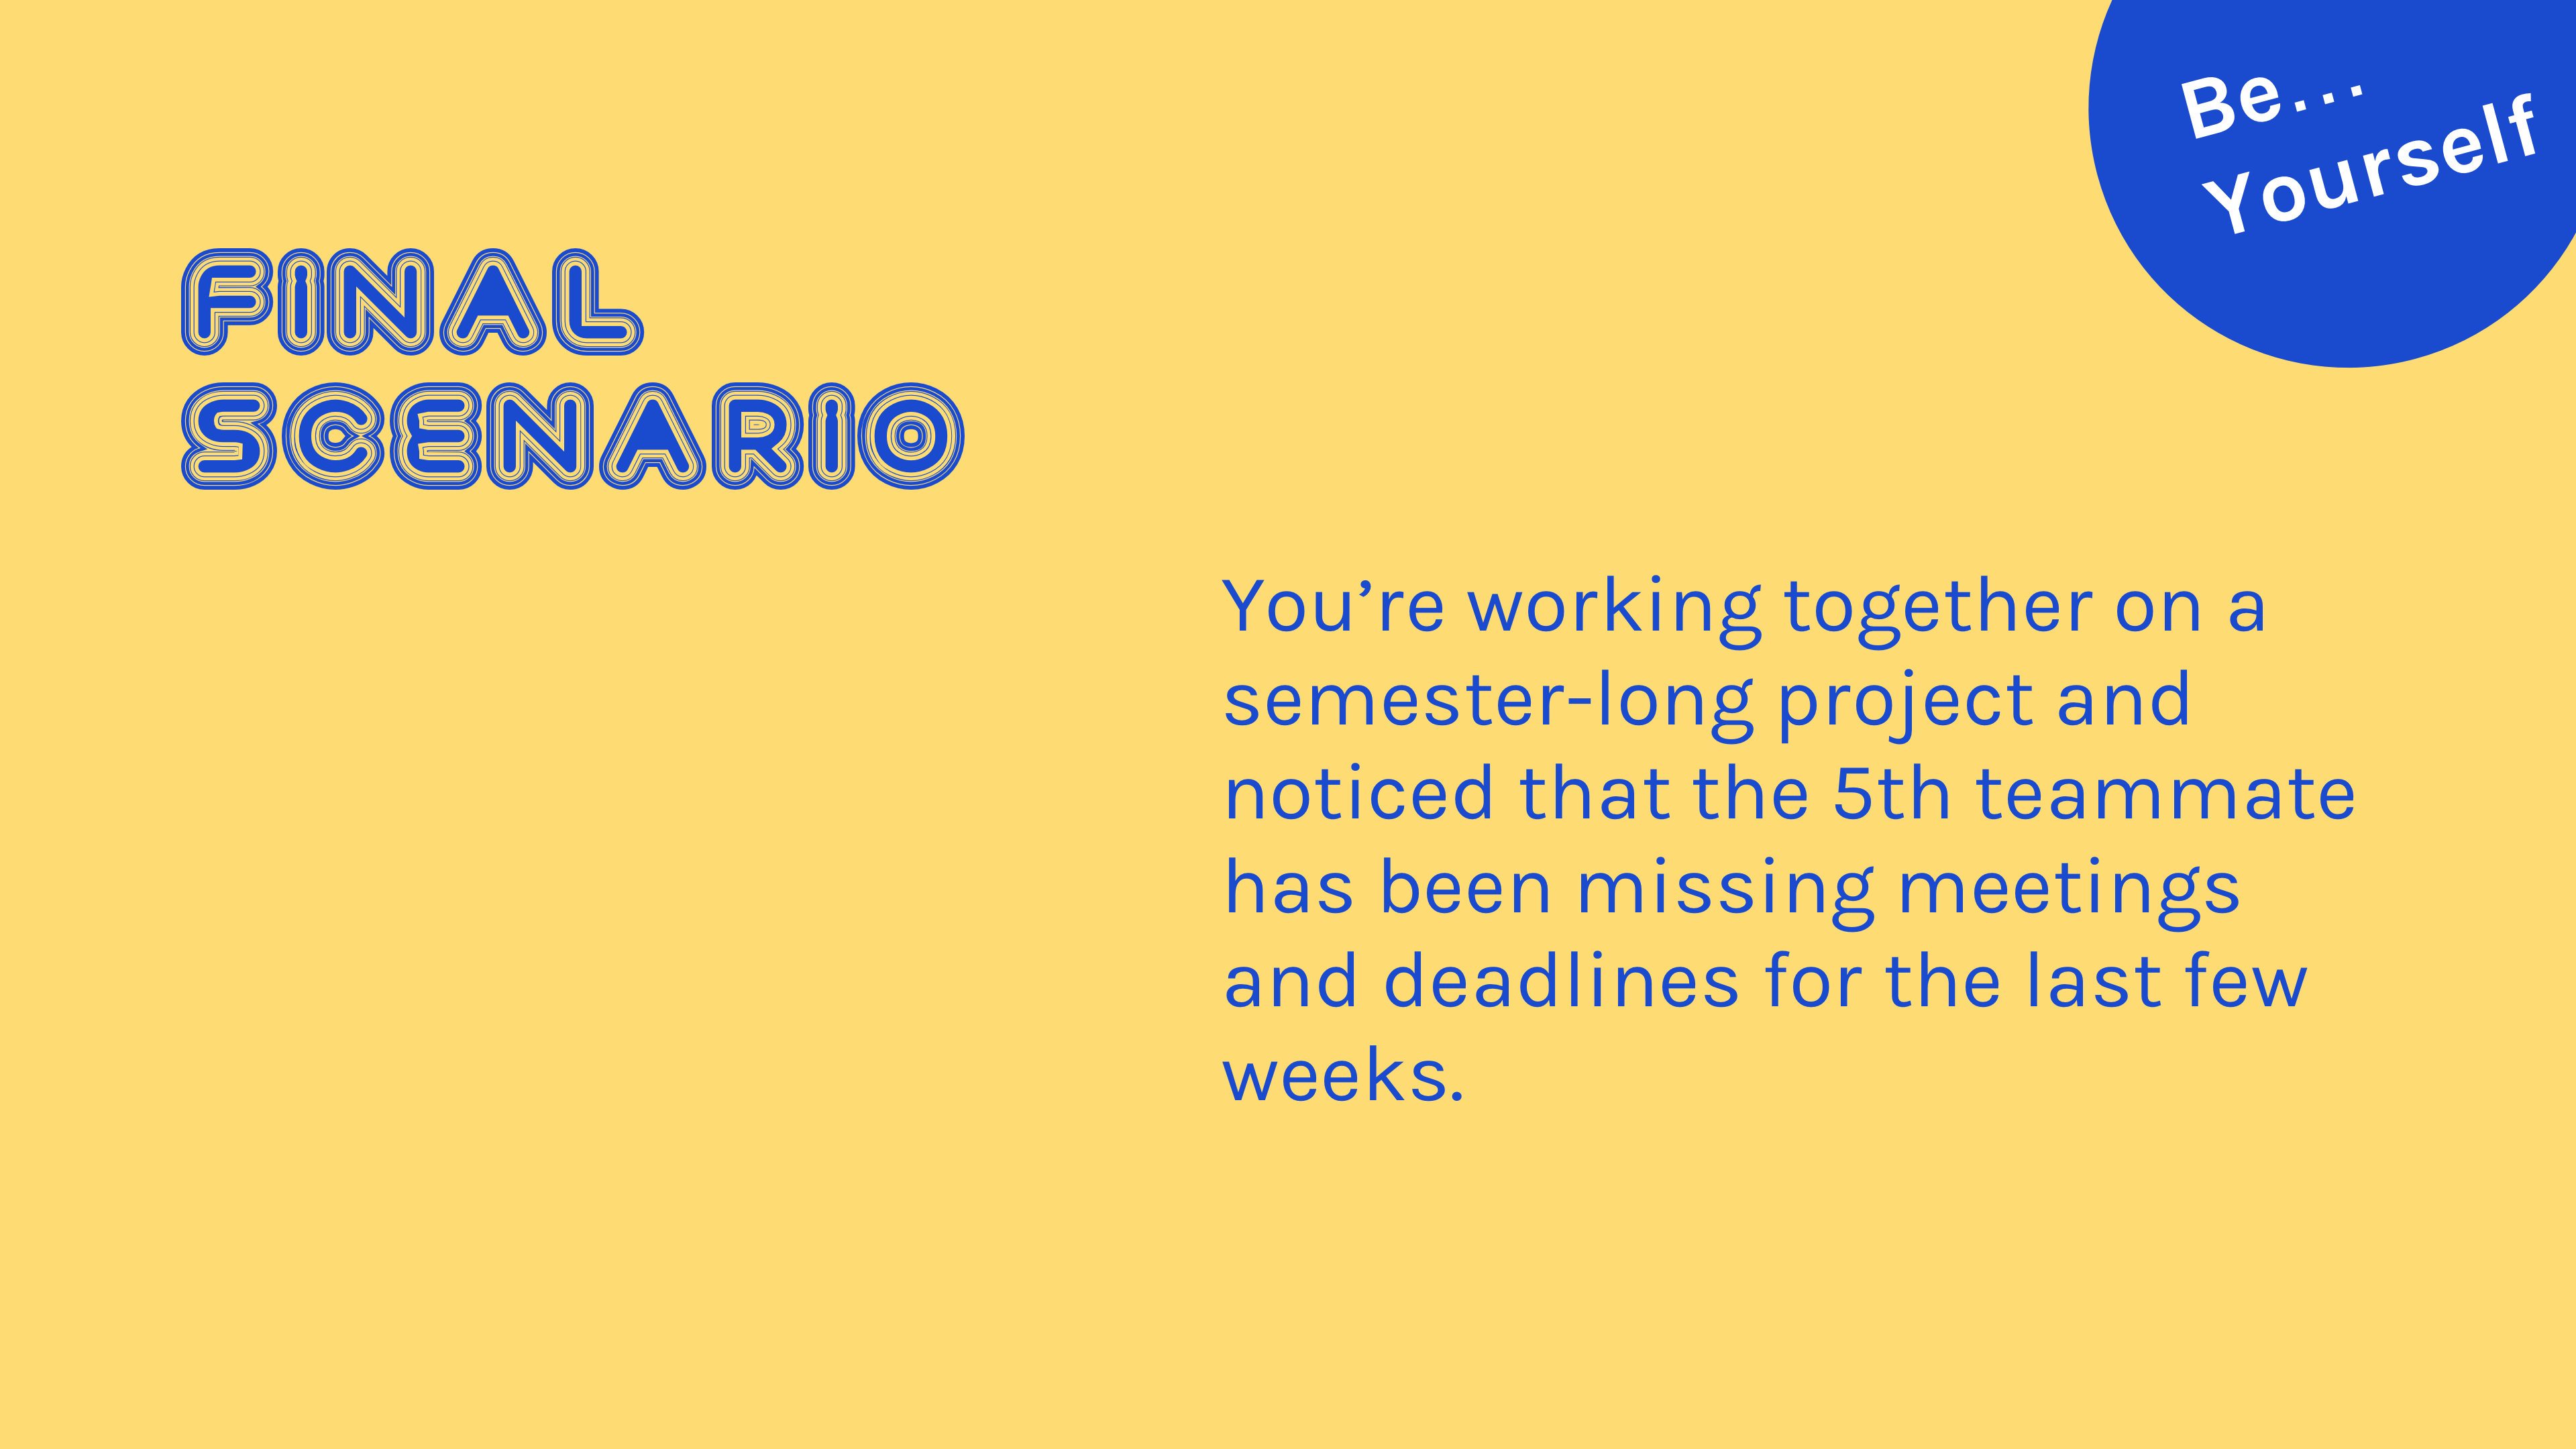 Be...
Yourself
FINAL
SCENARIO
You’re working together on a
semester-long project and
noticed that the 5th teammate
has been missing meetings
and deadlines for the last few
weeks.